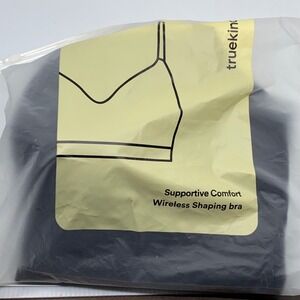 truekind
Supportive Comfort
Wireless Shaping bra